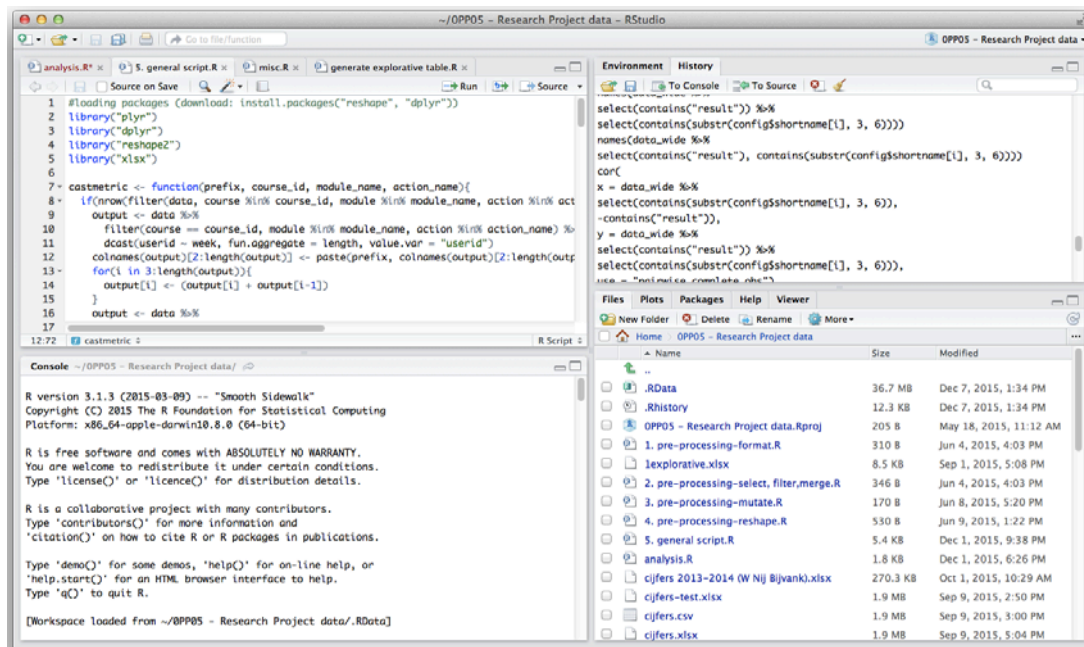 ~/OPP05 - Research Project data - RStudio
Go to file/function
OPP05 - Research Project data
analysis.R* × 5. general script.R × misc.R × generate explorative table.R ×
Source on Save Run Source
1 #loading packages (download: install.packages("reshape", "dplyr"))
2 library("plyr")
3 library("dplyr")
4 library("reshape2")
5 library("xlsx")
6
7 castmetric <- function(prefix, course_id, module_name, action_name){
8 if(nrow(filter(data, course %in% course_id, module %in% module_name, action %in% act
9 output <- data %>%
10 filter(course == course_id, module %in% module_name, action %in% action_name) %>
11 dcast(userid ~ week, fun.aggregate = length, value.var = "userid")
12 colnames(output)[2:length(output)] <- paste(prefix, colnames(output)[2:length(outp
13 for(i in 3:length(output)){
14 output[i] <- (output[i] + output[i-1])
15 }
16 output <- data %>%
17
12:72 castmetric R Script
Console ~/OPP05 - Research Project data/
R version 3.1.3 (2015-03-09) -- "Smooth Sidewalk"
Copyright (C) 2015 The R Foundation for Statistical Computing
Platform: x86_64-apple-darwin10.8.0 (64-bit)
R is free software and comes with ABSOLUTELY NO WARRANTY.
You are welcome to redistribute it under certain conditions.
Type 'license()' or 'licence()' for distribution details.
R is a collaborative project with many contributors.
Type 'contributors()' for more information and
'citation()' on how to cite R or R packages in publications.
Type 'demo()' for some demos, 'help()' for on-line help, or
'help.start()' for an HTML browser interface to help.
Type 'q()' to quit R.
[Workspace loaded from ~/OPP05 - Research Project data/.RData]
Environment History
To Console To Source
names(data_wide %>%
select(contains("result")) %>%
select(contains(substr(config$shortname[i], 3, 6))))
names(data_wide %>%
select(contains("result"), contains(substr(config$shortname[i], 3, 6))))
cor(
x = data_wide %>%
select(contains(substr(config$shortname[i], 3, 6)),
-contains("result")),
y = data_wide %>%
select(contains("result")) %>%
select(contains(substr(config$shortname[i], 3, 6))),
use = "pairwise.complete.obs")
Files Plots Packages Help Viewer
New Folder Delete Rename More
Home OPP05 - Research Project data
Name Size Modified
..
.RData 36.7 MB Dec 7, 2015, 1:34 PM
.Rhistory 12.3 KB Dec 7, 2015, 1:34 PM
OPP05 - Research Project data.Rproj 205 B May 18, 2015, 11:12 AM
1. pre-processing-format.R 310 B Jun 4, 2015, 4:03 PM
1explorative.xlsx 8.5 KB Sep 1, 2015, 5:08 PM
2. pre-processing-select, filter,merge.R 346 B Jun 4, 2015, 4:03 PM
3. pre-processing-mutate.R 170 B Jun 8, 2015, 5:20 PM
4. pre-processing-reshape.R 530 B Jun 9, 2015, 1:22 PM
5. general script.R 5.4 KB Dec 1, 2015, 9:38 PM
analysis.R 1.8 KB Dec 1, 2015, 6:26 PM
cijfers 2013-2014 (W Nij Bijvank).xlsx 270.3 KB Oct 1, 2015, 10:29 AM
cijfers-test.xlsx 1.9 MB Sep 9, 2015, 2:50 PM
cijfers.csv 1.9 MB Sep 9, 2015, 3:00 PM
cijfers.xlsx 1.9 MB Sep 9, 2015, 5:04 PM